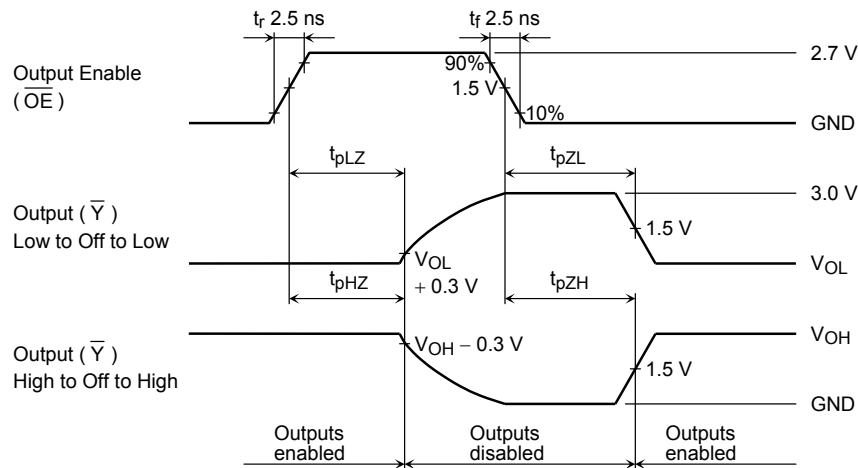 tr 2.5 ns
tf 2.5 ns
2.7 V
Output Enable
( OE )
90%
1.5 V
10%
GND
tpLZ
tpZL
3.0 V
Output ( Y )
Low to Off to Low
1.5 V
VOL
+ 0.3 V
VOL
tpHZ
tpZH
Output ( Y )
High to Off to High
VOH − 0.3 V
VOH
1.5 V
GND
Outputs
enabled
Outputs
disabled
Outputs
enabled